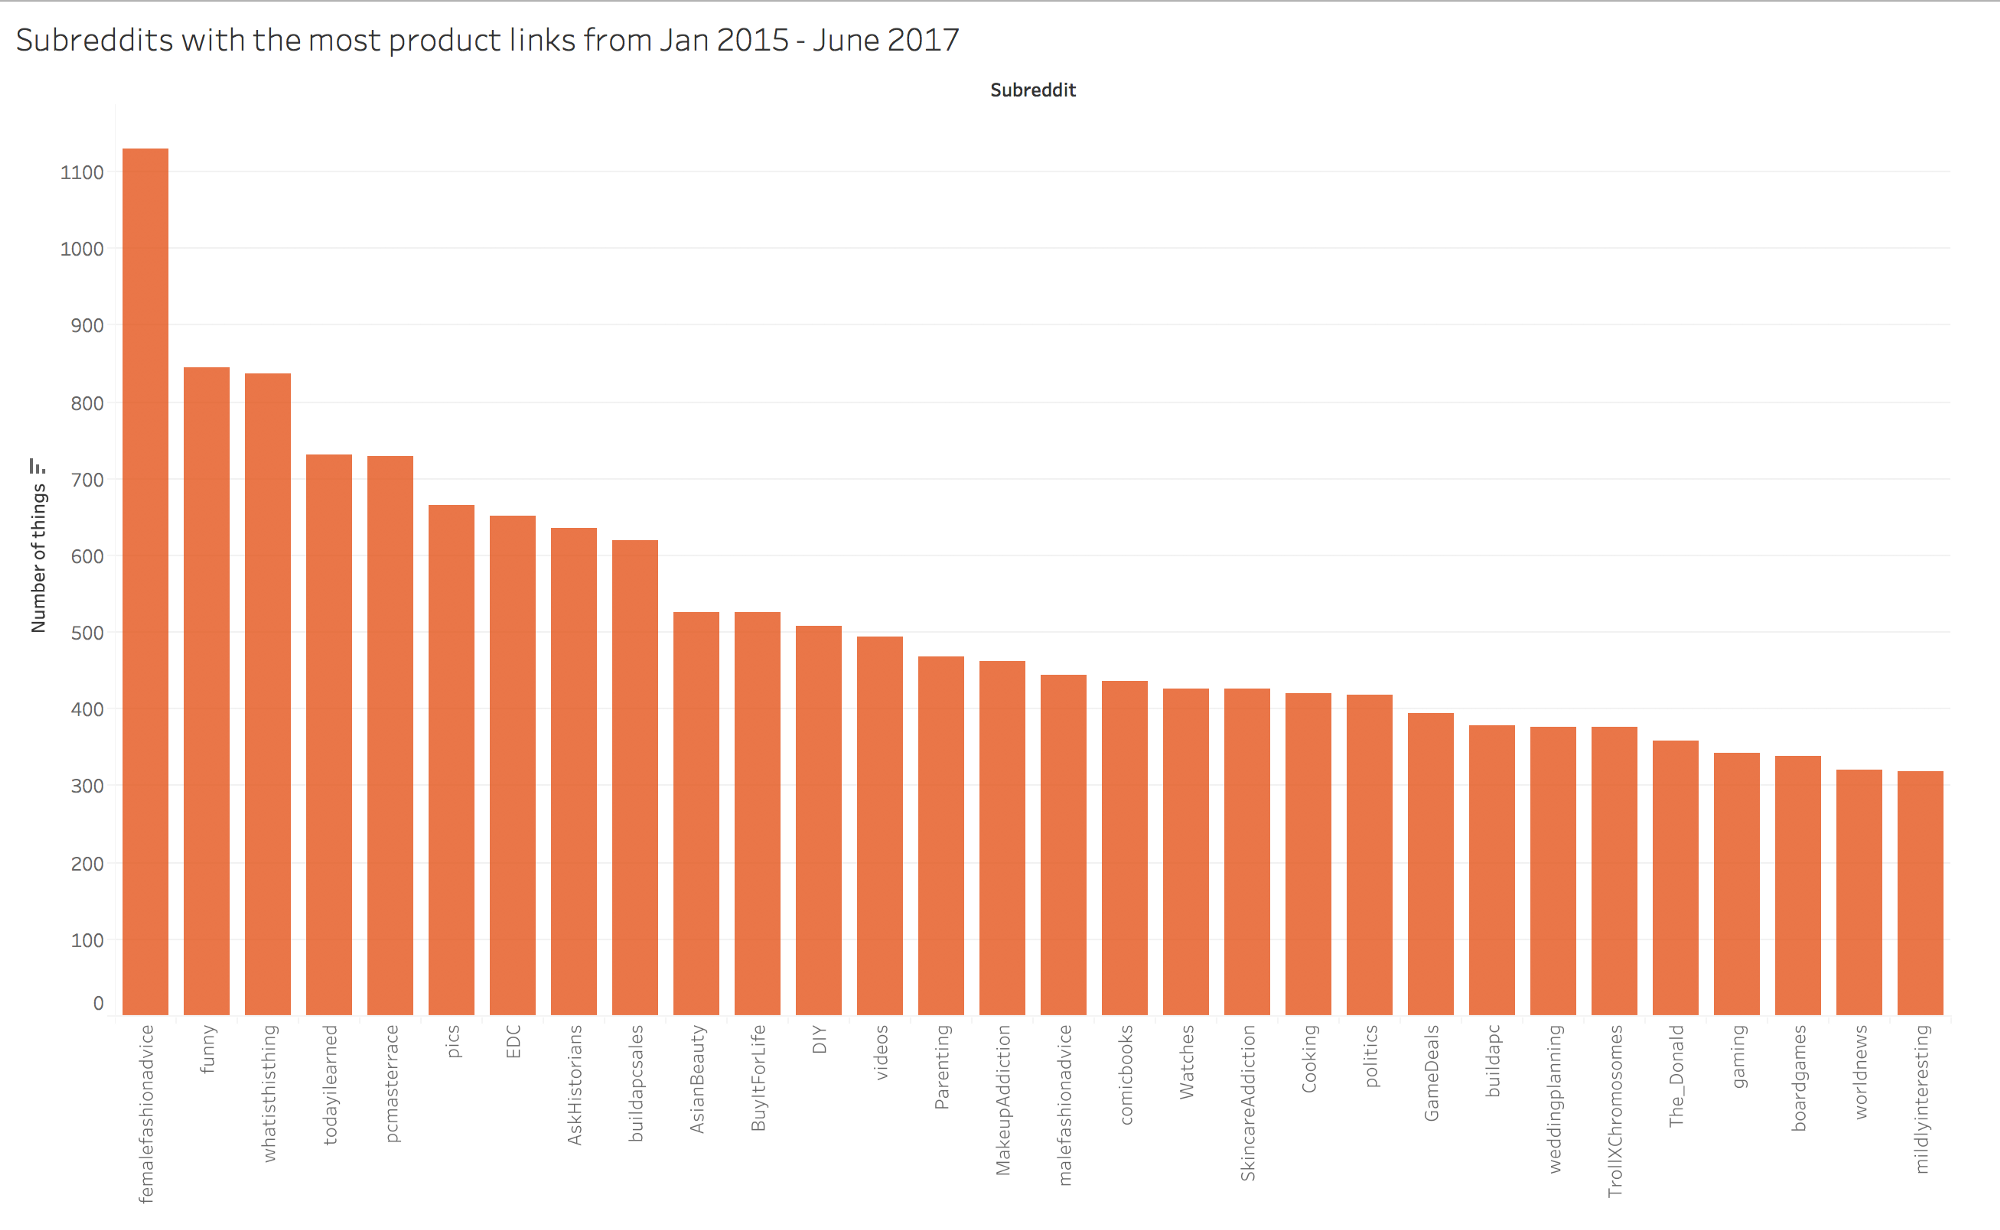 Subreddits with the most product links from Jan 2015 - June 2017
Subreddit
Number of things
1100
1000
900
800
700
600
500
400
300
200
100
0
femalefashionadvice
funny
whatisthisthing
todayilearned
pcmasterrace
pics
EDC
AskHistorians
buildapcsales
AsianBeauty
BuyItForLife
DIY
videos
Parenting
MakeupAddiction
malefashionadvice
comicbooks
Watches
SkincareAddiction
Cooking
politics
GameDeals
buildapc
weddingplanning
TrollXChromosomes
The_Donald
gaming
boardgames
worldnews
mildlyinteresting